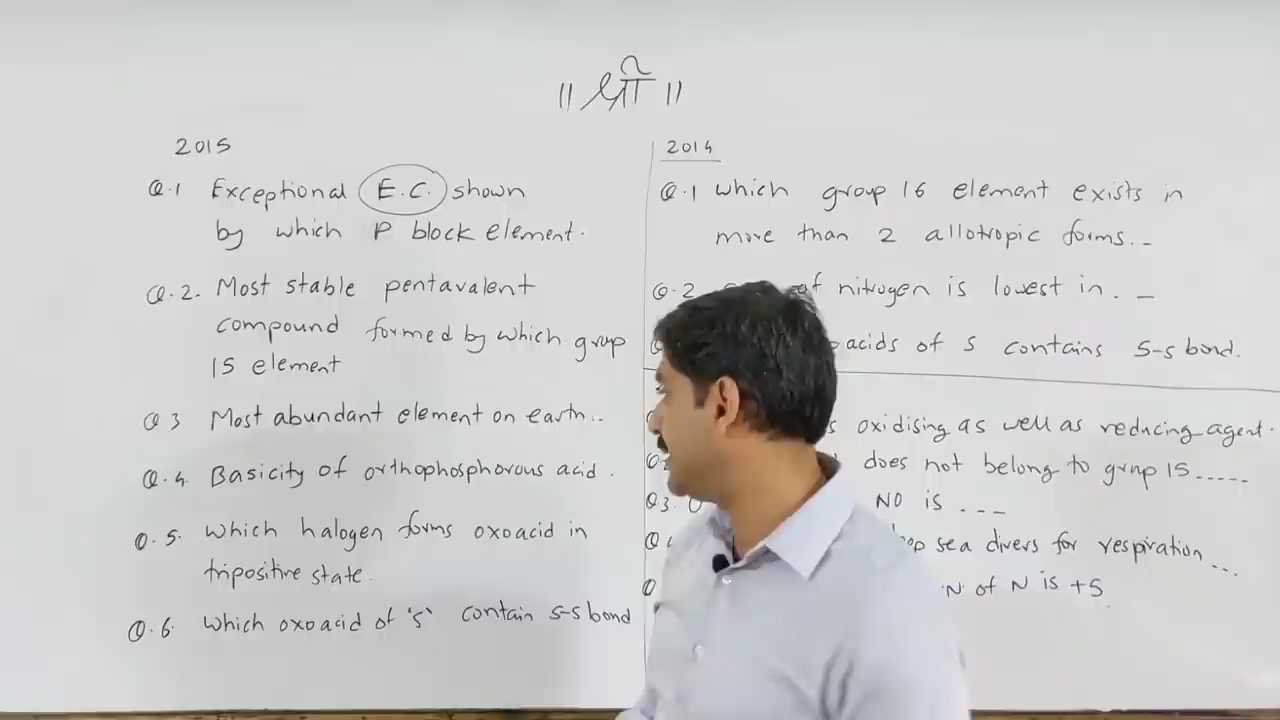 || श्री ||
2015
Q.1 Exceptional E.C. shown
by which P block element.
Q.2. Most stable pentavalent
compound formed by which group
15 element
Q 3 Most abundant element on earth..
Q.4. Basicity of orthophosphorous acid.
Q.5. which halogen forms oxoacid in
tripositive state.
Q.6. which oxoacid of 's' contain s-s bond
2014
Q.1 which group 16 element exists in
more than 2 allotropic forms..-
Q.2 of nitrogen is lowest in. -
acids of s contains s-s bond.
oxidising as well as reducing agent.
does not belong to grup 15.....
Q3. NO is ---
sea divers for respiration...
N. of N is +5